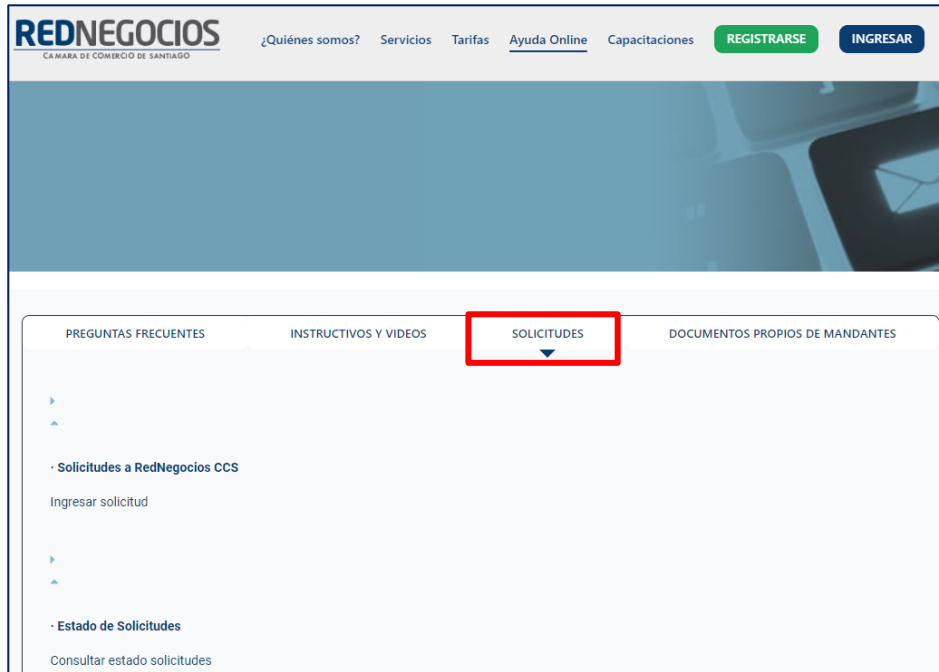 REDNEGOCIOS
CAMARA DE COMERCIO DE SANTIAGO
¿Quiénes somos? Servicios Tarifas Ayuda Online Capacitaciones REGISTRARSE INGRESAR
PREGUNTAS FRECUENTES INSTRUCTIVOS Y VIDEOS SOLICITUDES DOCUMENTOS PROPIOS DE MANDANTES
· Solicitudes a RedNegocios CCS
Ingresar solicitud
· Estado de Solicitudes
Consultar estado solicitudes